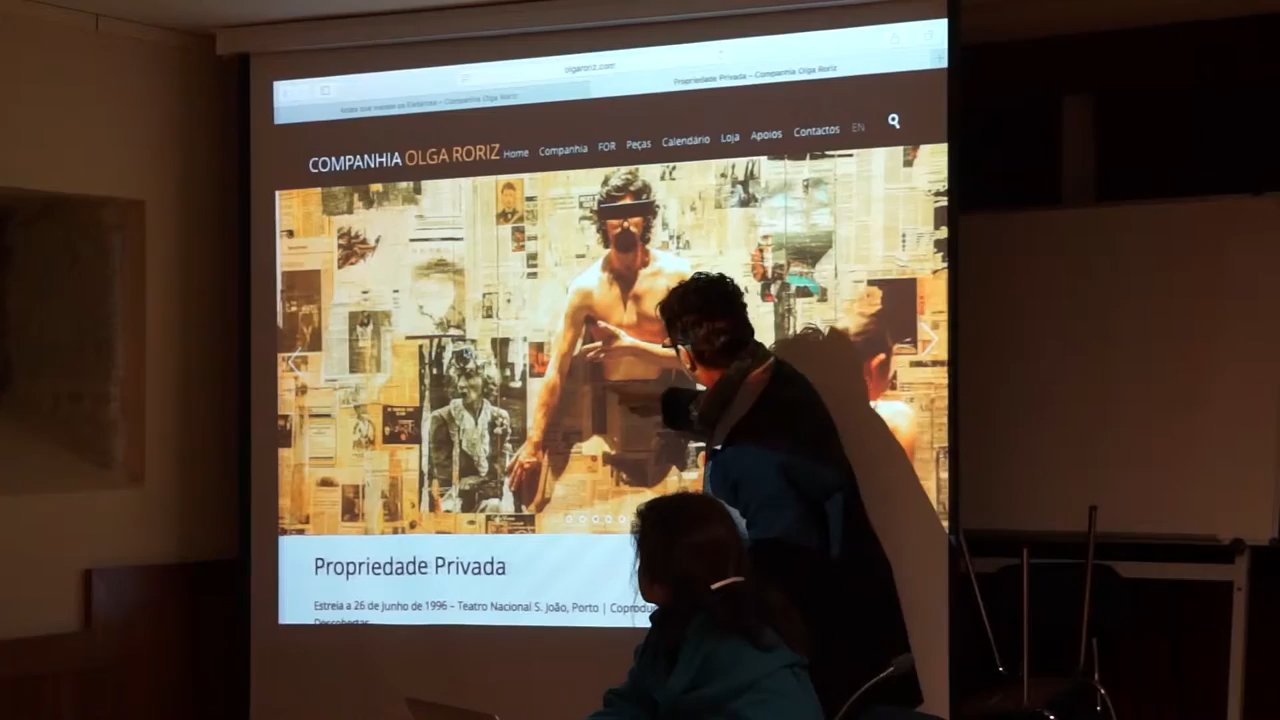 olgaroriz.com
Propriedade Privada – Companhia Olga Roriz
COMPANHIA OLGA RORIZ
Home Companhia FOR Peças Calendário Loja Apoios Contactos EN
Propriedade Privada
Estreia a 26 de Junho de 1996 – Teatro Nacional S. João, Porto |
Descobertas